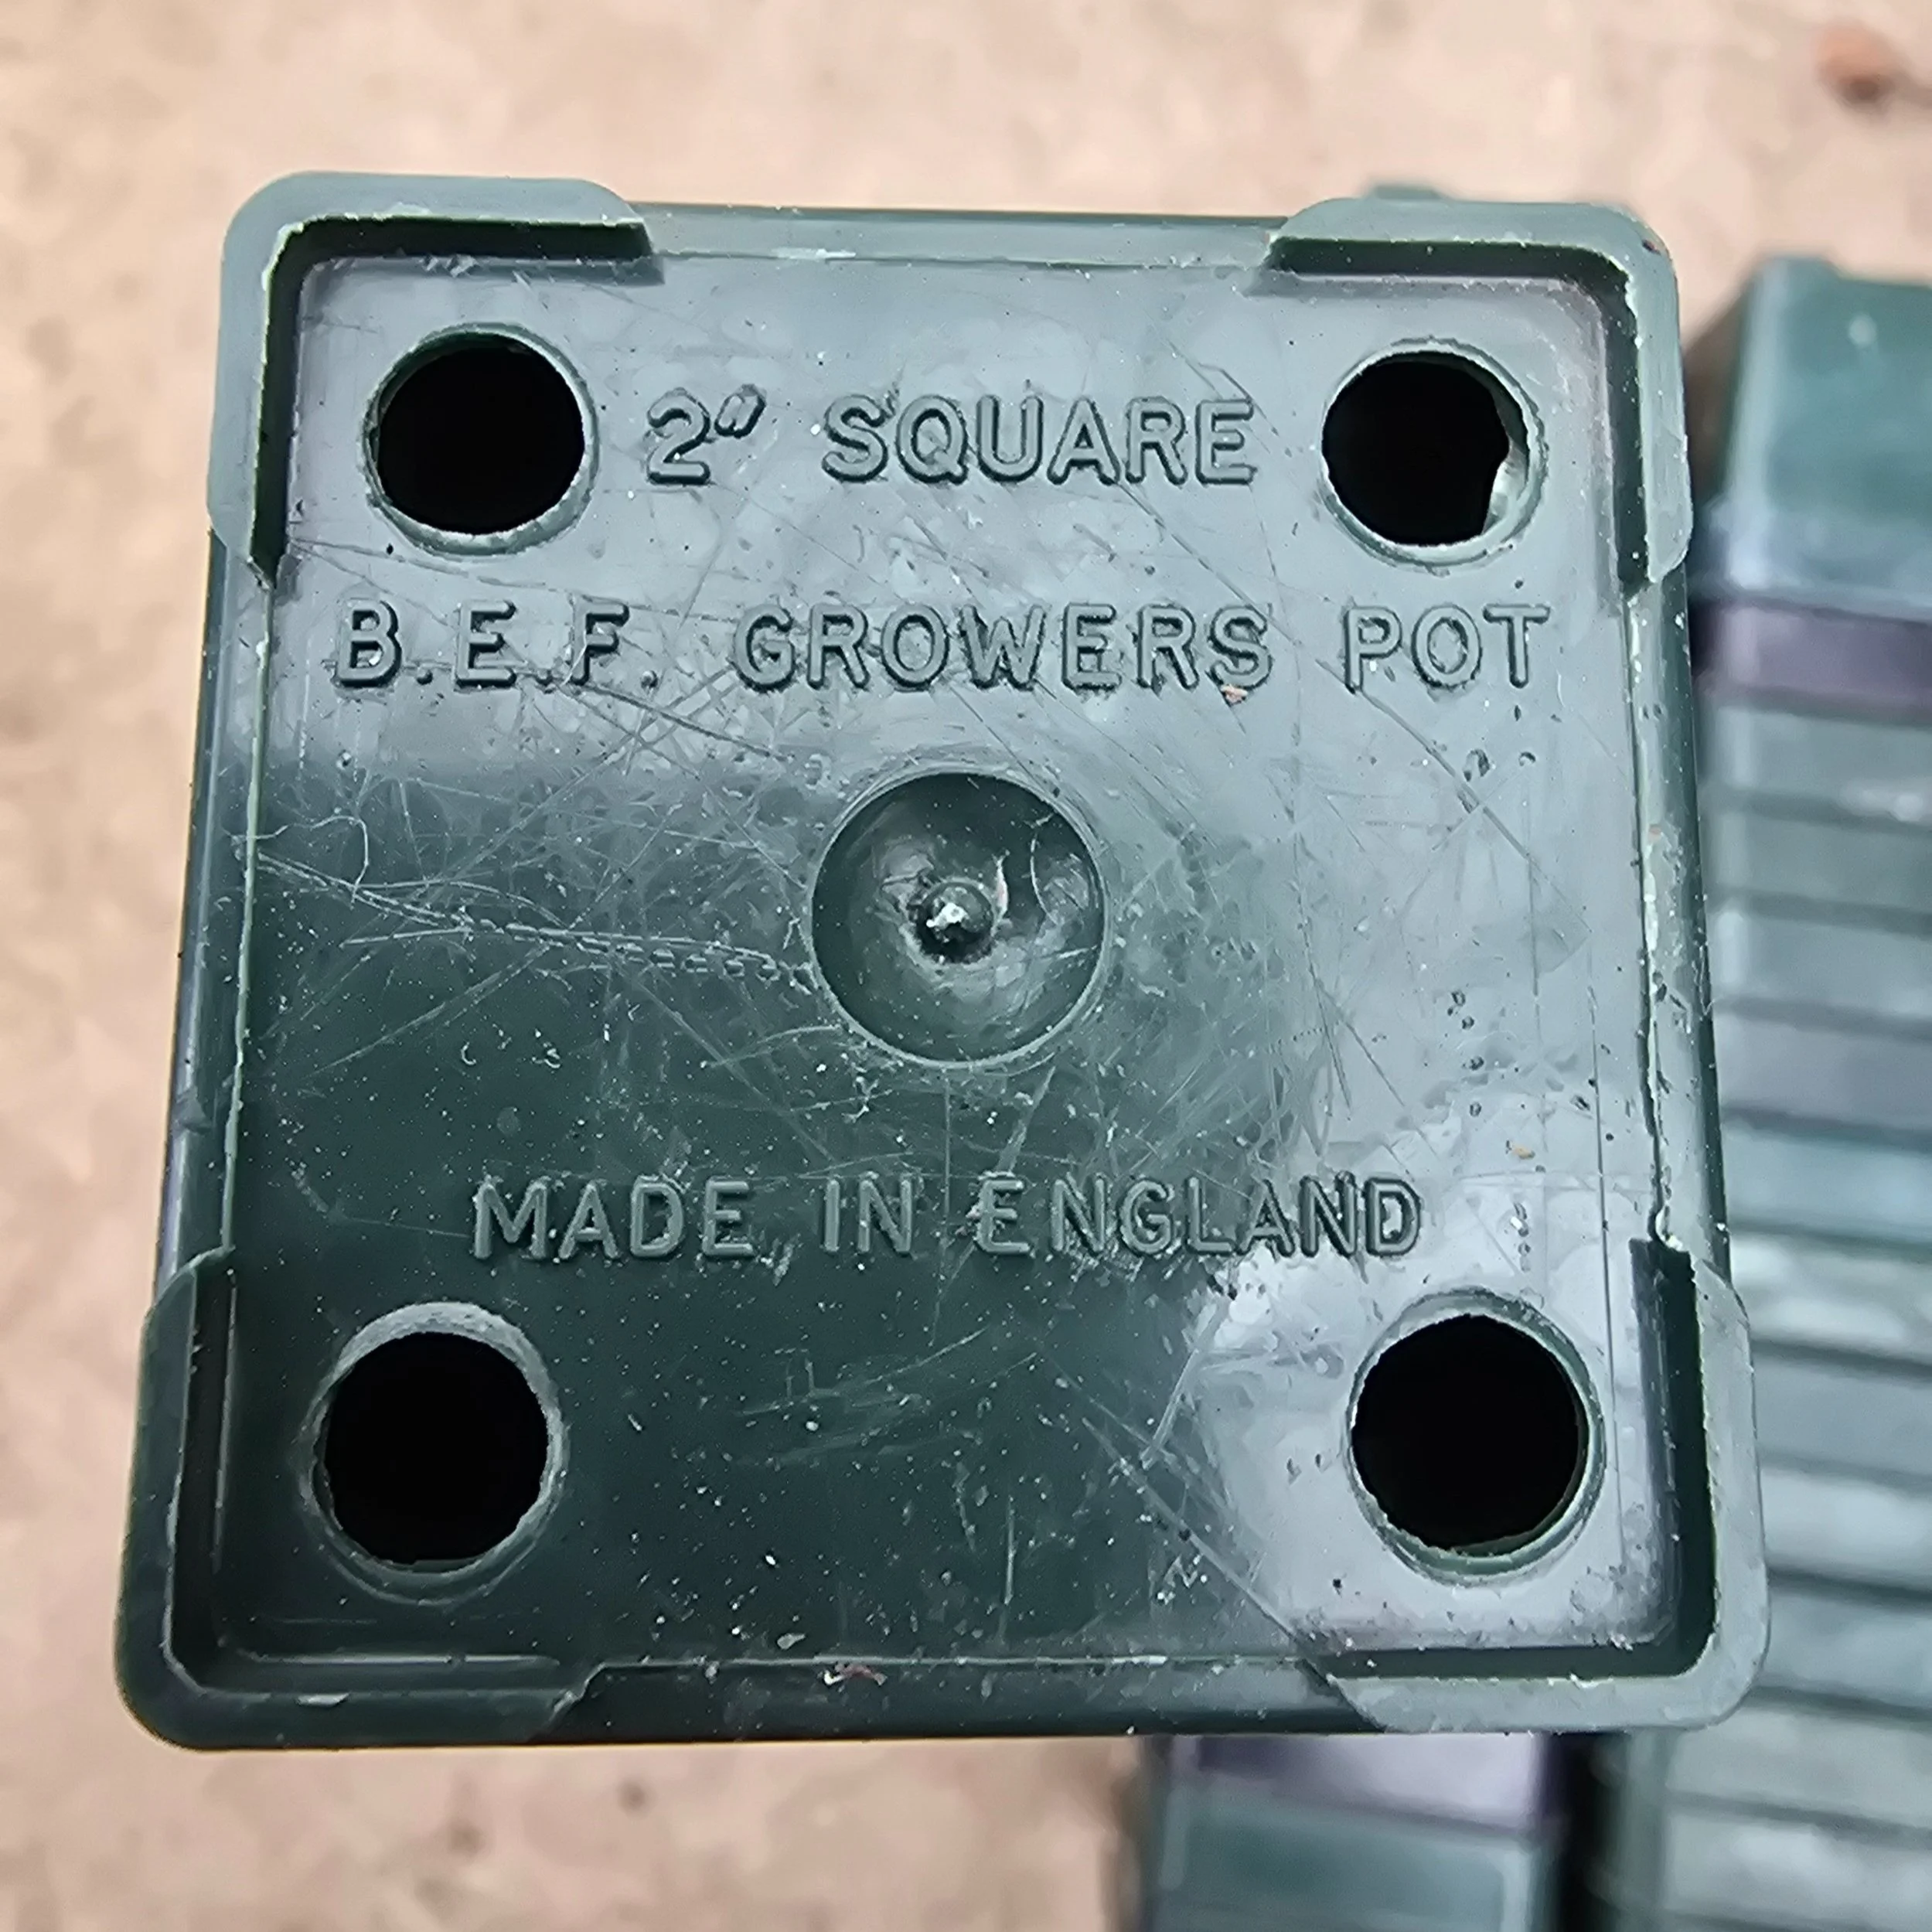 2" SQUARE
B.E.F. GROWERS POT
MADE IN ENGLAND